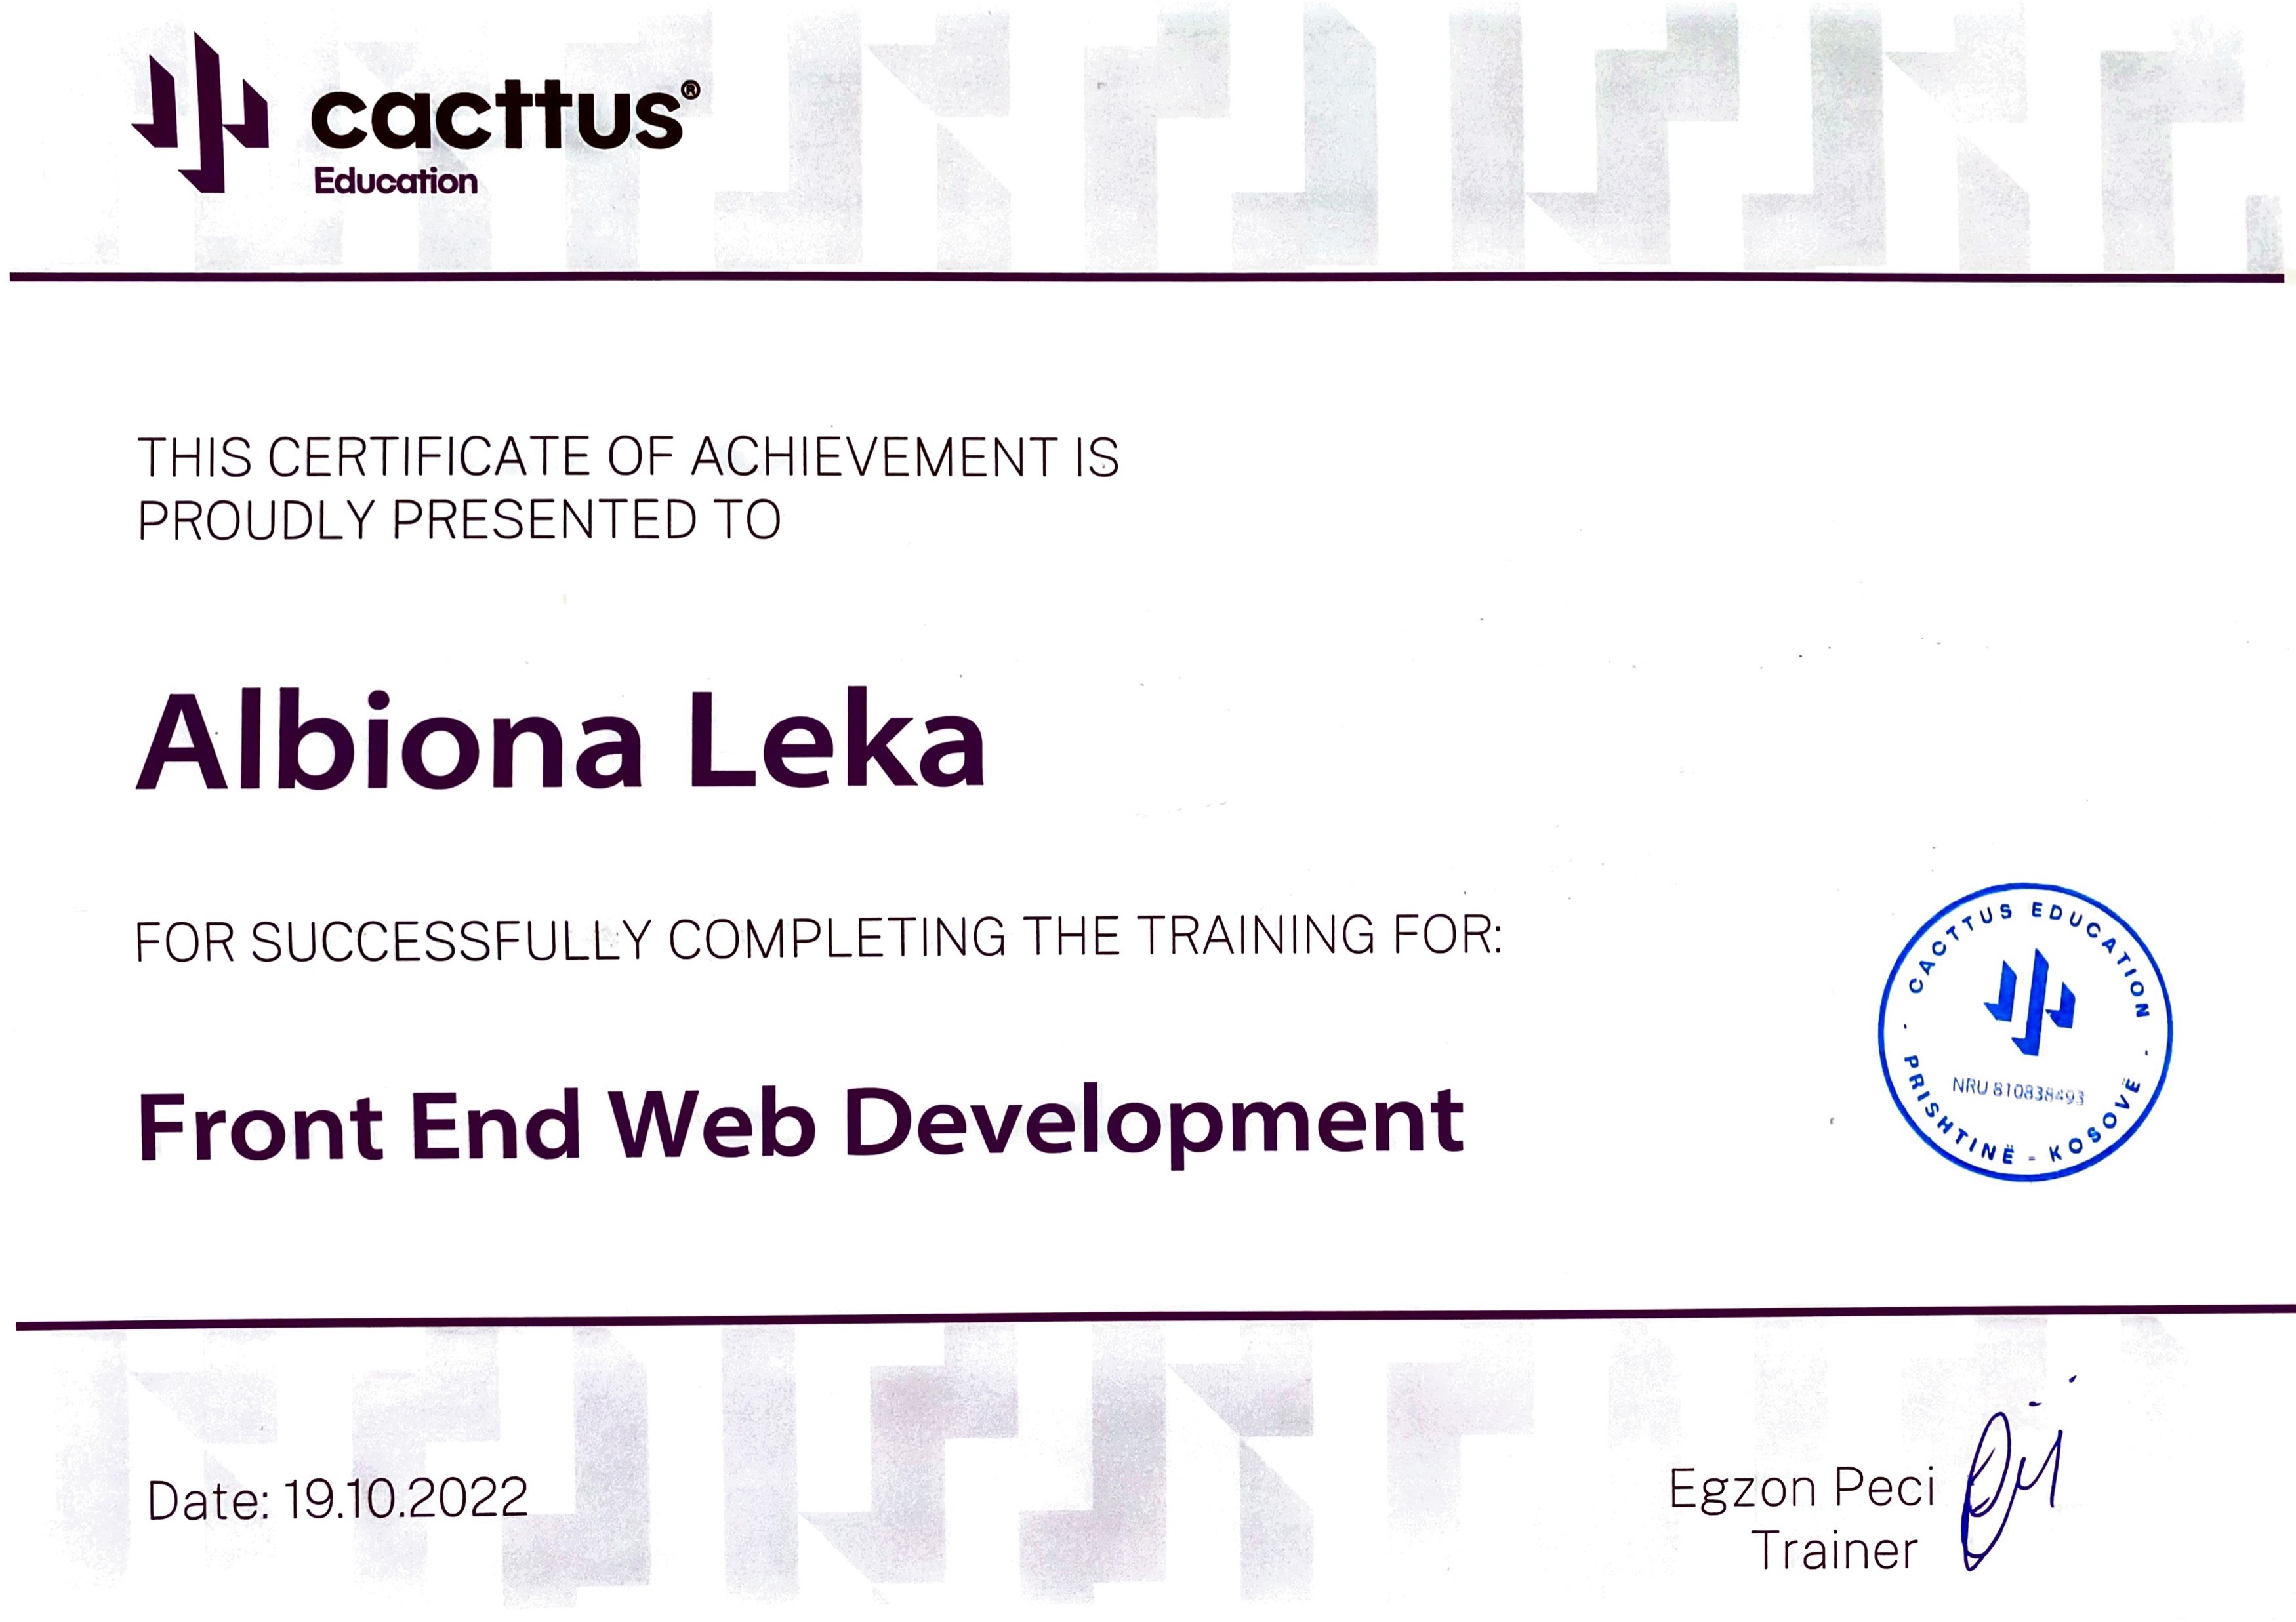 cacttus®
Education
THIS CERTIFICATE OF ACHIEVEMENT IS
PROUDLY PRESENTED TO
Albiona Leka
FOR SUCCESSFULLY COMPLETING THE TRAINING FOR:
Front End Web Development
CACTTUS EDUCATION
NRU 810838493
PRISHTINË - KOSOVË
Date: 19.10.2022
Egzon Peci
Trainer